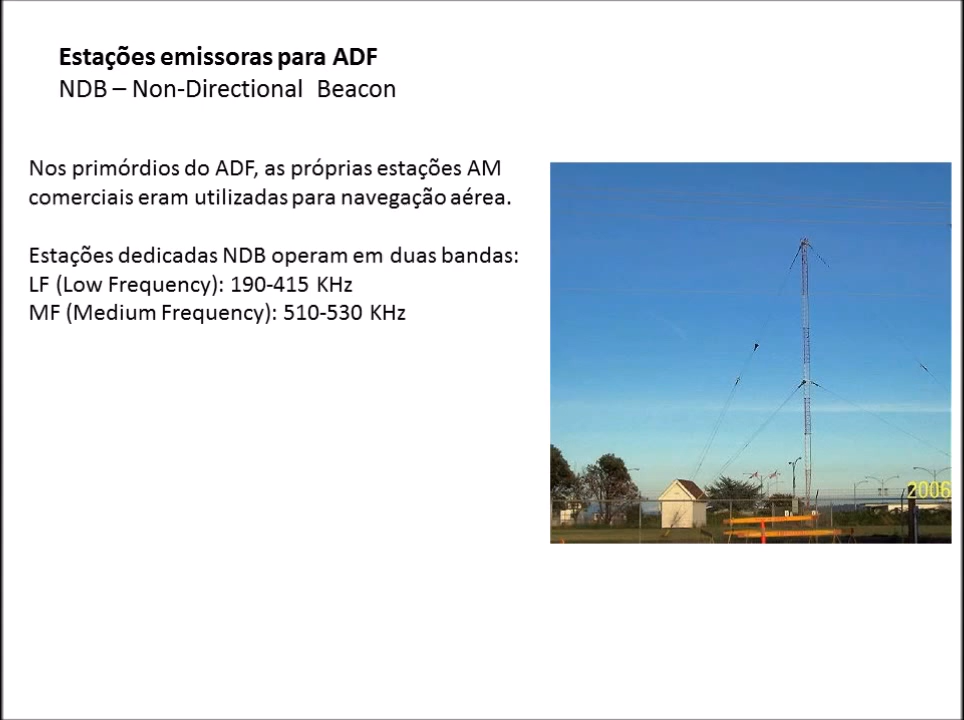 Estações emissoras para ADF
NDB – Non-Directional Beacon
Nos primórdios do ADF, as próprias estações AM
comerciais eram utilizadas para navegação aérea.
Estações dedicadas NDB operam em duas bandas:
LF (Low Frequency): 190-415 KHz
MF (Medium Frequency): 510-530 KHz
2006